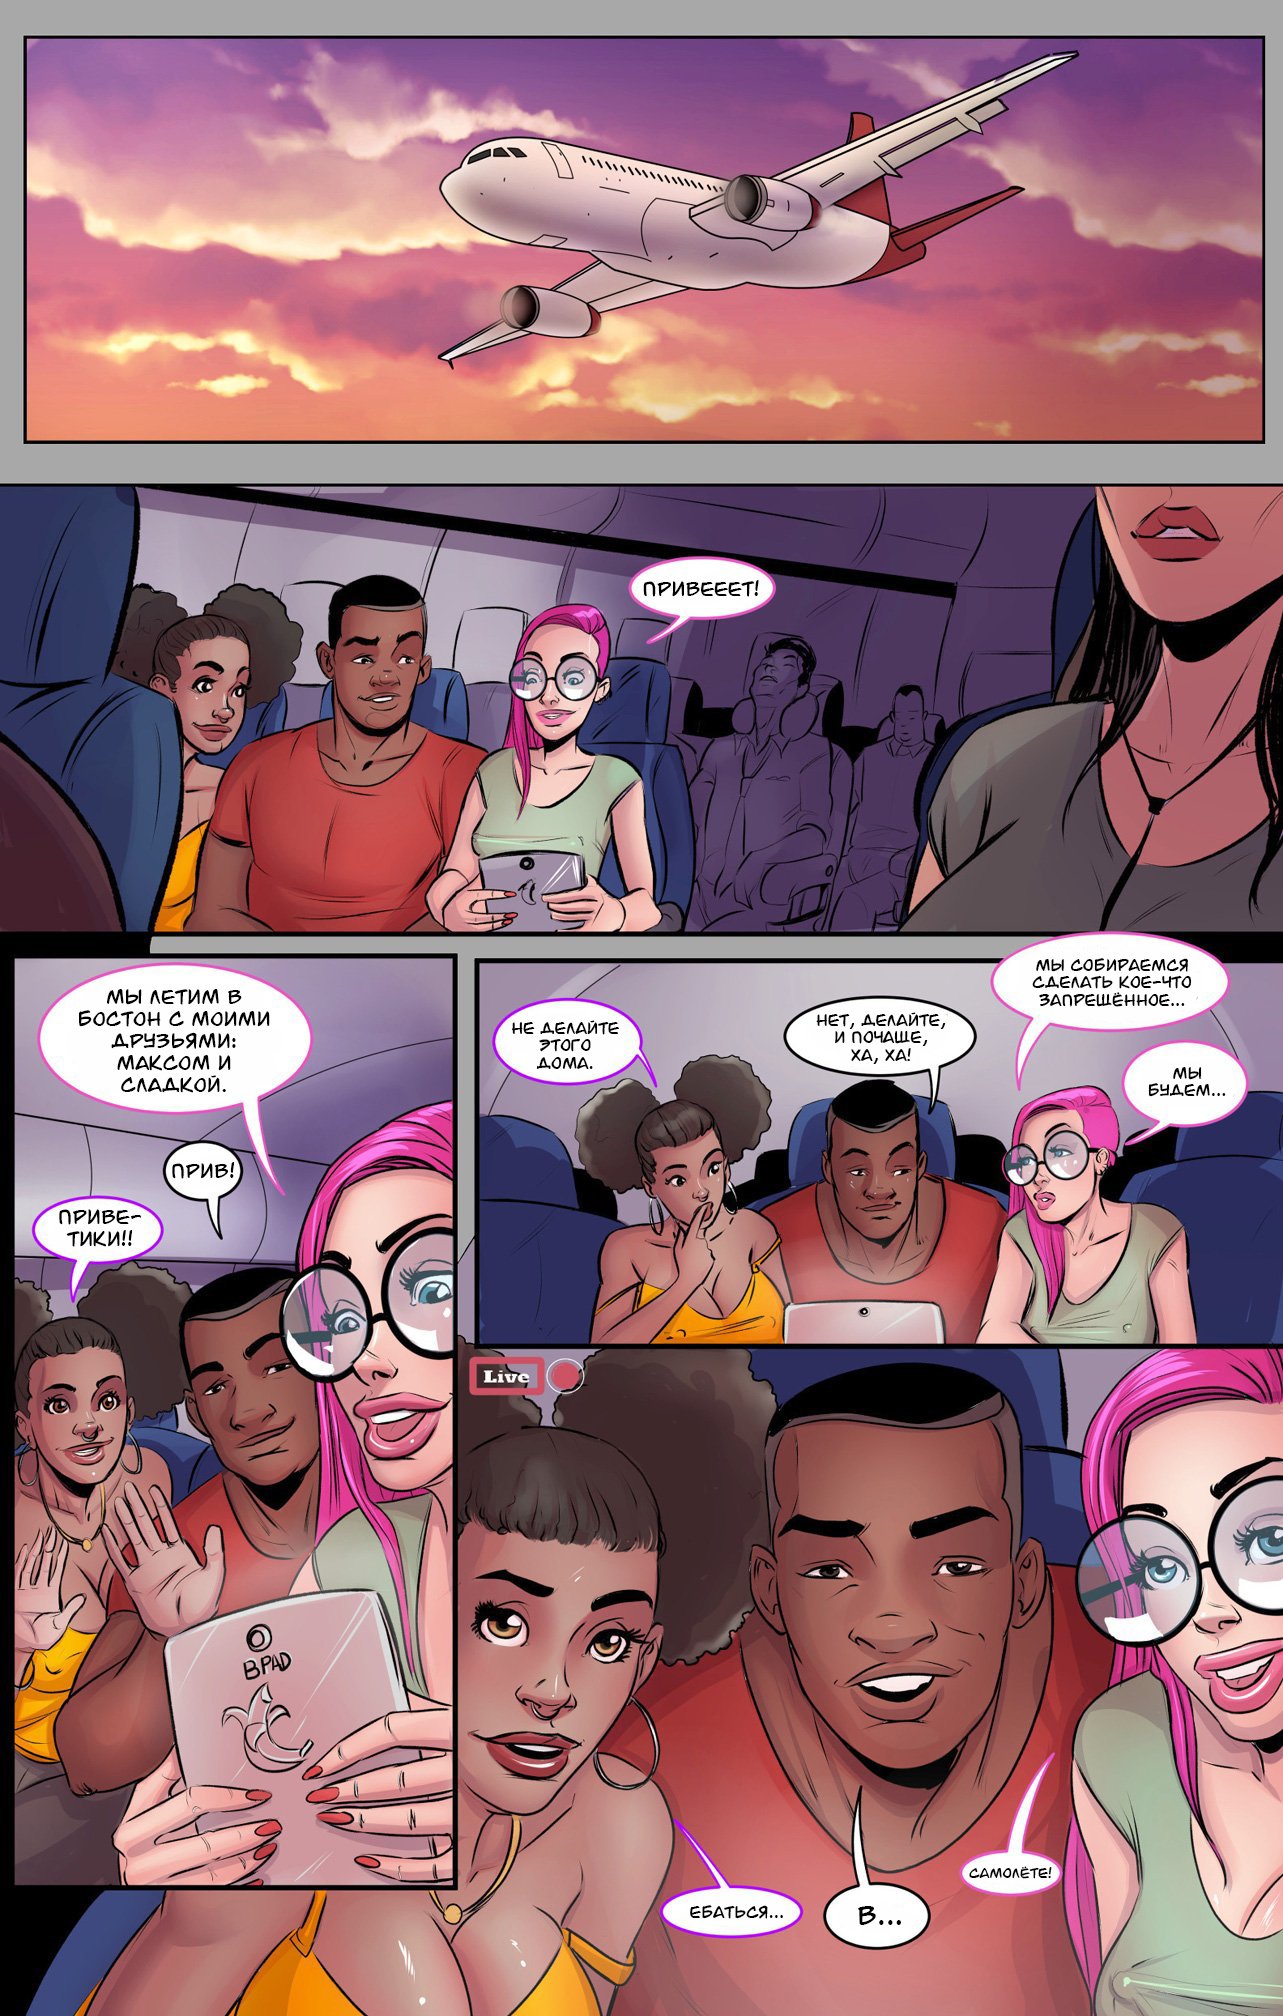 ПРИВЕЕЕТ!
МЫ ЛЕТИМ В
БОСТОН С МОИМИ
ДРУЗЬЯМИ:
МАКСОМ И
СЛАДКОЙ.
ПРИВ!
ПРИВЕ-
ТИКИ!!
BPAD
НЕ ДЕЛАЙТЕ
ЭТОГО
ДОМА.
НЕТ, ДЕЛАЙТЕ,
И ПОЧАЩЕ,
ХА, ХА!
МЫ СОБИРАЕМСЯ
СДЕЛАТЬ КОЕ-ЧТО
ЗАПРЕЩЁННОЕ...
МЫ
БУДЕМ...
Live
ЕБАТЬСЯ...
В...
САМОЛЁТЕ!